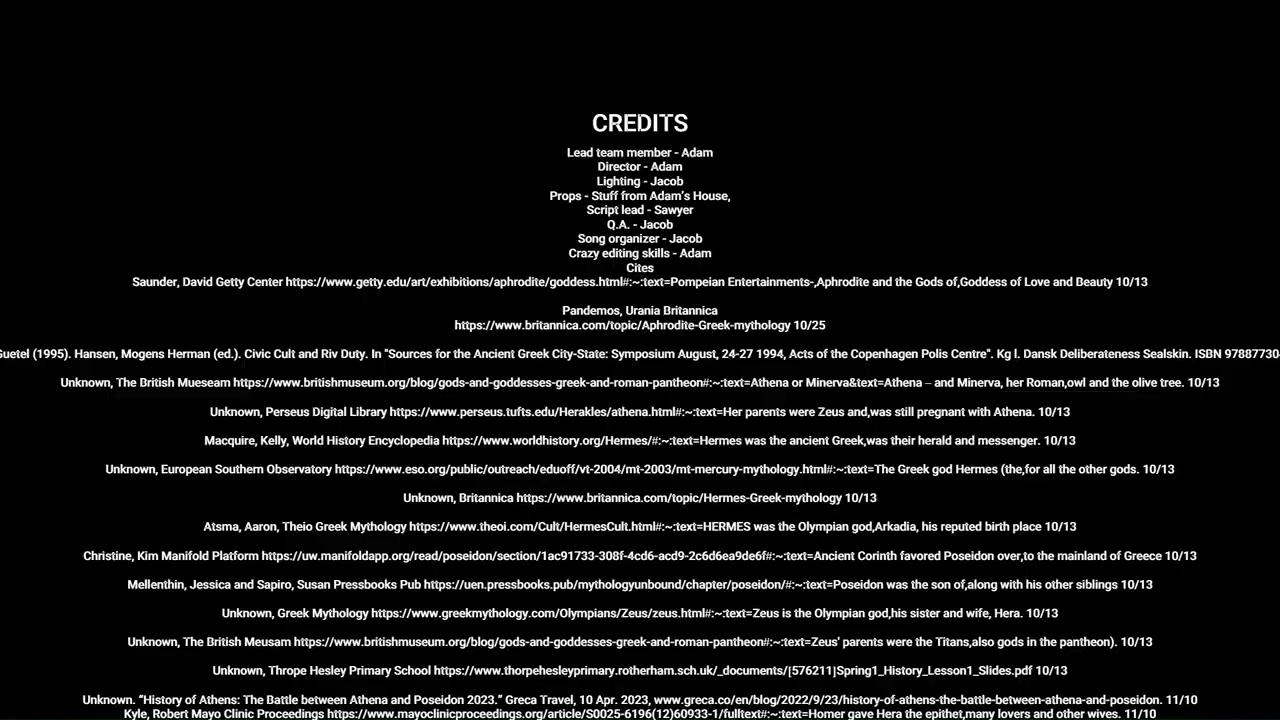 CREDITS
Lead team member - Adam
Director - Adam
Lighting - Jacob
Props - Stuff from Adam's House,
Script lead - Sawyer
Q.A. - Jacob
Song organizer - Jacob
Crazy editing skills - Adam
Cites
Saunder, David Getty Center https://www.getty.edu/art/exhibitions/aphrodite/goddess.html#:~:text=Pompeian Entertainments-,Aphrodite and the Gods of,Goddess of Love and Beauty 10/13
Pandemos, Urania Britannica
https://www.britannica.com/topic/Aphrodite-Greek-mythology 10/25
Guetel (1995). Hansen, Mogens Herman (ed.). Civic Cult and Riv Duty. In "Sources for the Ancient Greek City-State: Symposium August, 24-27 1994, Acts of the Copenhagen Polis Centre". Kg l. Dansk Deliberateness Sealskin. ISBN 97887730
Unknown, The British Mueseam https://www.britishmuseum.org/blog/gods-and-goddesses-greek-and-roman-pantheon#:~:text=Athena or Minerva&text=Athena – and Minerva, her Roman,owl and the olive tree. 10/13
Unknown, Perseus Digital Library https://www.perseus.tufts.edu/Herakles/athena.html#:~:text=Her parents were Zeus and,was still pregnant with Athena. 10/13
Macquire, Kelly, World History Encyclopedia https://www.worldhistory.org/Hermes/#:~:text=Hermes was the ancient Greek,was their herald and messenger. 10/13
Unknown, European Southern Observatory https://www.eso.org/public/outreach/eduoff/vt-2004/mt-2003/mt-mercury-mythology.html#:~:text=The Greek god Hermes (the,for all the other gods. 10/13
Unknown, Britannica https://www.britannica.com/topic/Hermes-Greek-mythology 10/13
Atsma, Aaron, Theio Greek Mythology https://www.theoi.com/Cult/HermesCult.html#:~:text=HERMES was the Olympian god,Arkadia, his reputed birth place 10/13
Christine, Kim Manifold Platform https://uw.manifoldapp.org/read/poseidon/section/1ac91733-308f-4cd6-acd9-2c6d6ea9de6f#:~:text=Ancient Corinth favored Poseidon over,to the mainland of Greece 10/13
Mellenthin, Jessica and Sapiro, Susan Pressbooks Pub https://uen.pressbooks.pub/mythologyunbound/chapter/poseidon/#:~:text=Poseidon was the son of,along with his other siblings 10/13
Unknown, Greek Mythology https://www.greekmythology.com/Olympians/Zeus/zeus.html#:~:text=Zeus is the Olympian god,his sister and wife, Hera. 10/13
Unknown, The British Meusam https://www.britishmuseum.org/blog/gods-and-goddesses-greek-and-roman-pantheon#:~:text=Zeus' parents were the Titans,also gods in the pantheon). 10/13
Unknown, Thrope Hesley Primary School https://www.thorpehesleyprimary.rotherham.sch.uk/_documents/[576211]Spring1_History_Lesson1_Slides.pdf 10/13
Unknown. "History of Athens: The Battle between Athena and Poseidon 2023." Greca Travel, 10 Apr. 2023, www.greca.co/en/blog/2022/9/23/history-of-athens-the-battle-between-athena-and-poseidon. 11/10
Kyle, Robert Mayo Clinic Proceedings https://www.mayoclinicproceedings.org/article/S0025-6196(12)60933-1/fulltext#:~:text=Homer gave Hera the epithet,many lovers and other wives. 11/10